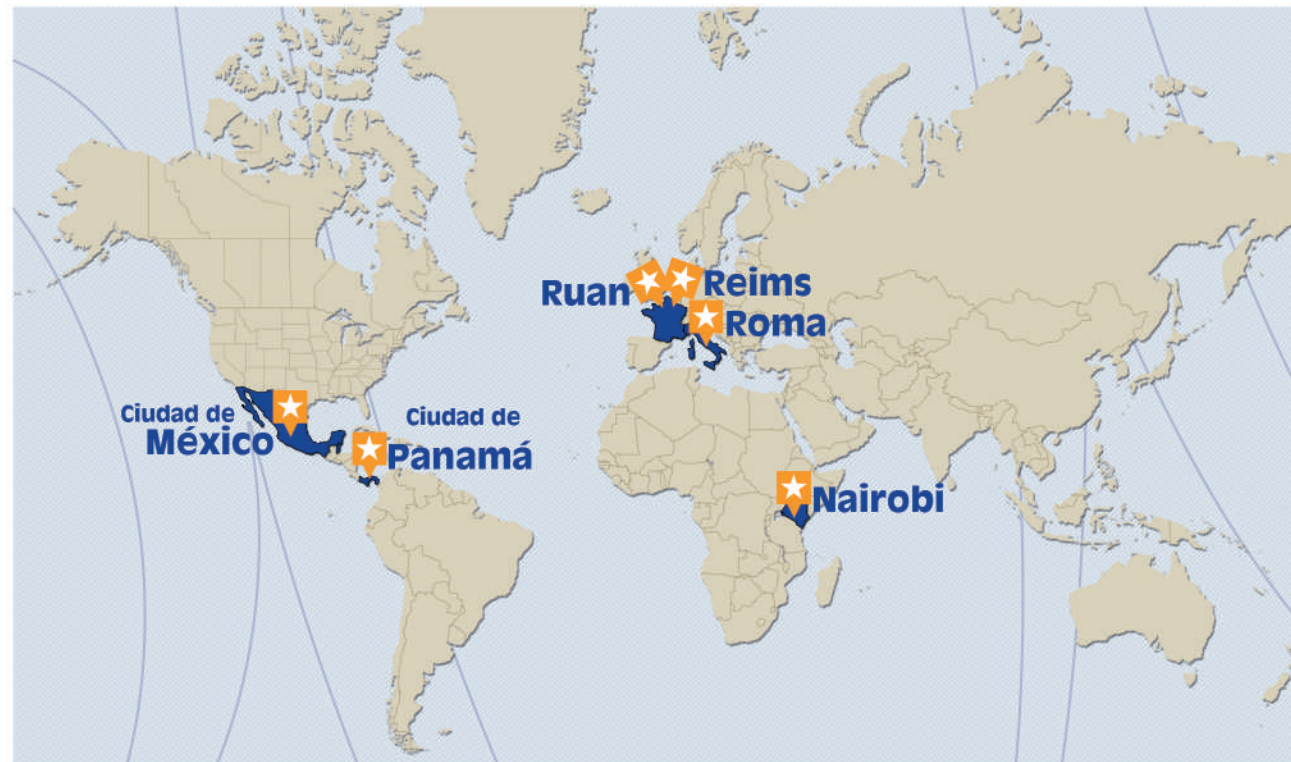 Ruan
Reims
Roma
Ciudad de
México
Ciudad de
Panamá
Nairobi